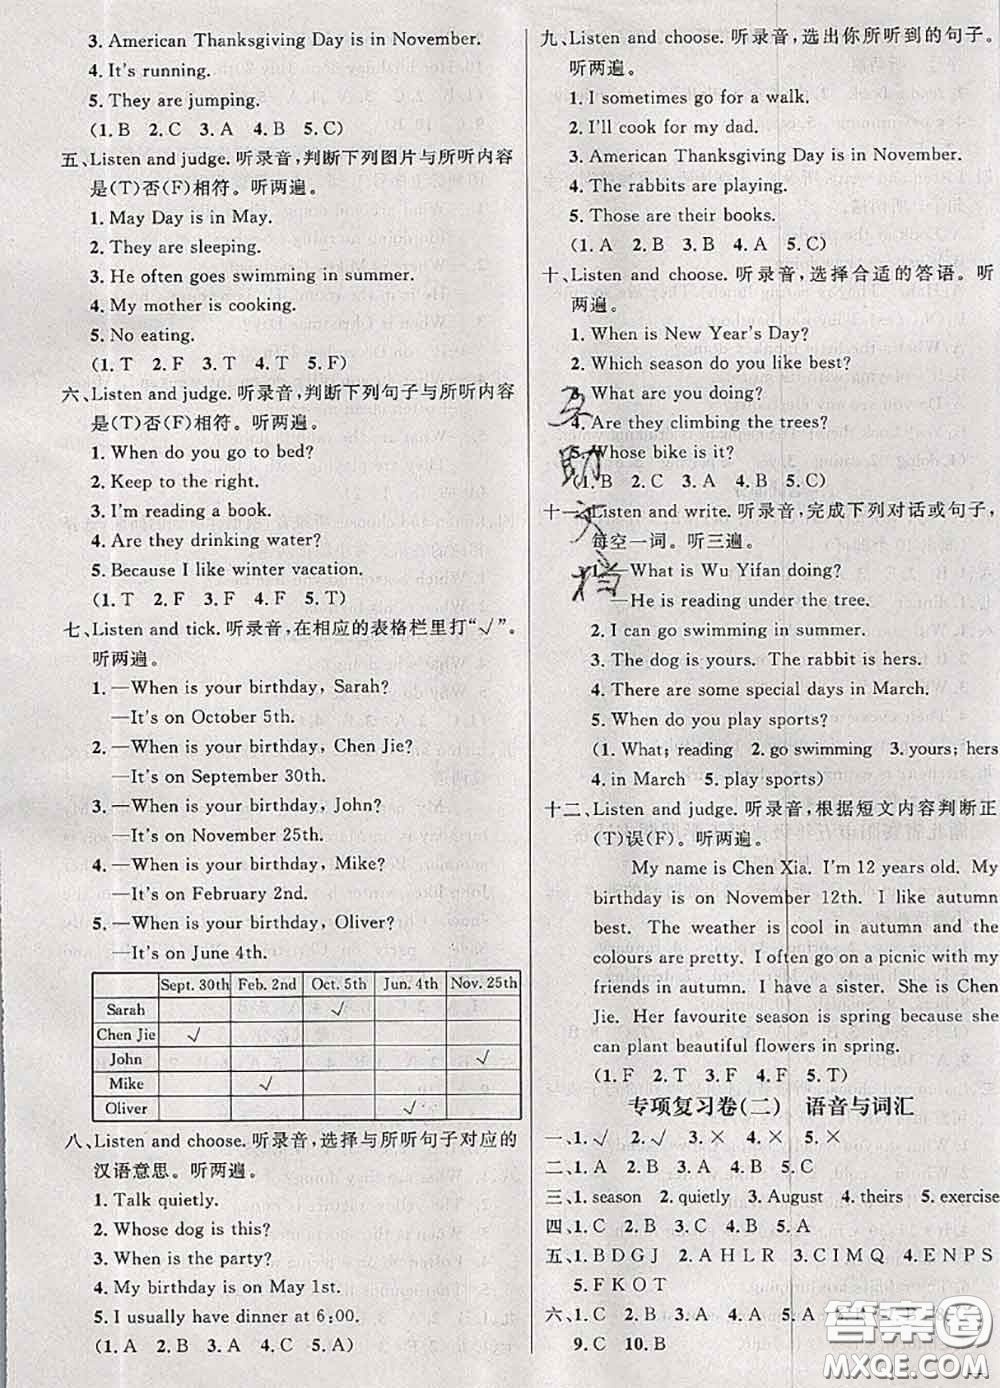 3. American Thanksgiving Day is in November.
4. It's running.
5. They are jumping.
(1. B 2. C 3. A 4. B 5. C)
五、Listen and judge. 听录音,判断下列图片与所听内容
是(T)否(F)相符。听两遍。
1. May Day is in May.
2. They are sleeping.
3. He often goes swimming in summer.
4. My mother is cooking.
5. No eating.
(1. T 2. F 3. T 4. T 5. F)
六、Listen and judge. 听录音,判断下列句子与所听内容
是(T)否(F)相符。听两遍。
1. When do you go to bed?
2. Keep to the right.
3. I'm reading a book.
4. Are they drinking water?
5. Because I like winter vacation.
(1. T 2. F 3. F 4. T 5. F)
七、Listen and tick. 听录音,在相应的表格栏里打“√”。
听两遍。
1. —When is your birthday, Sarah?
—It's on October 5th.
2. —When is your birthday, Chen Jie?
—It's on September 30th.
3. —When is your birthday, John?
—It's on November 25th.
4. —When is your birthday, Mike?
—It's on February 2nd.
5. —When is your birthday, Oliver?
—It's on June 4th.
Sept. 30th Feb. 2nd Oct. 5th Jun. 4th Nov. 25th
Sarah √
Chen Jie √
John √
Mike √
Oliver √
八、Listen and choose. 听录音,选择与所听句子对应的
汉语意思。听两遍。
1. Talk quietly.
2. Whose dog is this?
3. When is the party?
4. My birthday is on May 1st.
5. I usually have dinner at 6:00.
(1. A 2. B 3. C 4. A 5. A)
九、Listen and choose. 听录音,选出你所听到的句子。
听两遍。
1. I sometimes go for a walk.
2. I'll cook for my dad.
3. American Thanksgiving Day is in November.
4. The rabbits are playing.
5. Those are their books.
(1. A 2. B 3. B 4. A 5. C)
十、Listen and choose. 听录音,选择合适的答语。听
两遍。
1. When is New Year's Day?
2. Which season do you like best?
3. What are you doing?
4. Are they climbing the trees?
5. Whose bike is it?
(1. B 2. C 3. A 4. B 5. C)
十一、Listen and write. 听录音,完成下列对话或句子,
每空一词。听三遍。
1. —What is Wu Yifan doing?
—He is reading under the tree.
2. I can go swimming in summer.
3. The dog is yours. The rabbit is hers.
4. There are some special days in March.
5. When do you play sports?
(1. What; reading 2. go swimming 3. yours; hers
4. in March 5. play sports)
十二、Listen and judge. 听录音,根据短文内容判断正
(T)误(F)。听两遍。
My name is Chen Xia. I'm 12 years old. My
birthday is on November 12th. I like autumn
best. The weather is cool in autumn and the
colours are pretty. I often go on a picnic with my
friends in autumn. I have a sister. She is Chen
Jie. Her favourite season is spring because she
can plant beautiful flowers in spring.
(1. F 2. T 3. F 4. F 5. T)
专项复习卷(二) 语音与词汇
一、1. √ 2. √ 3. × 4. × 5. ×
二、1. A 2. B 3. C 4. A 5. B
三、1. season 2. quietly 3. August 4. theirs 5. exercise
四、1. C 2. B 3. C 4. B 5. A
五、1. B D G J 2. A H L R 3. C I M Q 4. E N P S
5. F K O T
六、1. C 2. B 3. A
9. C 10. B
答案圈
MXQE.COM